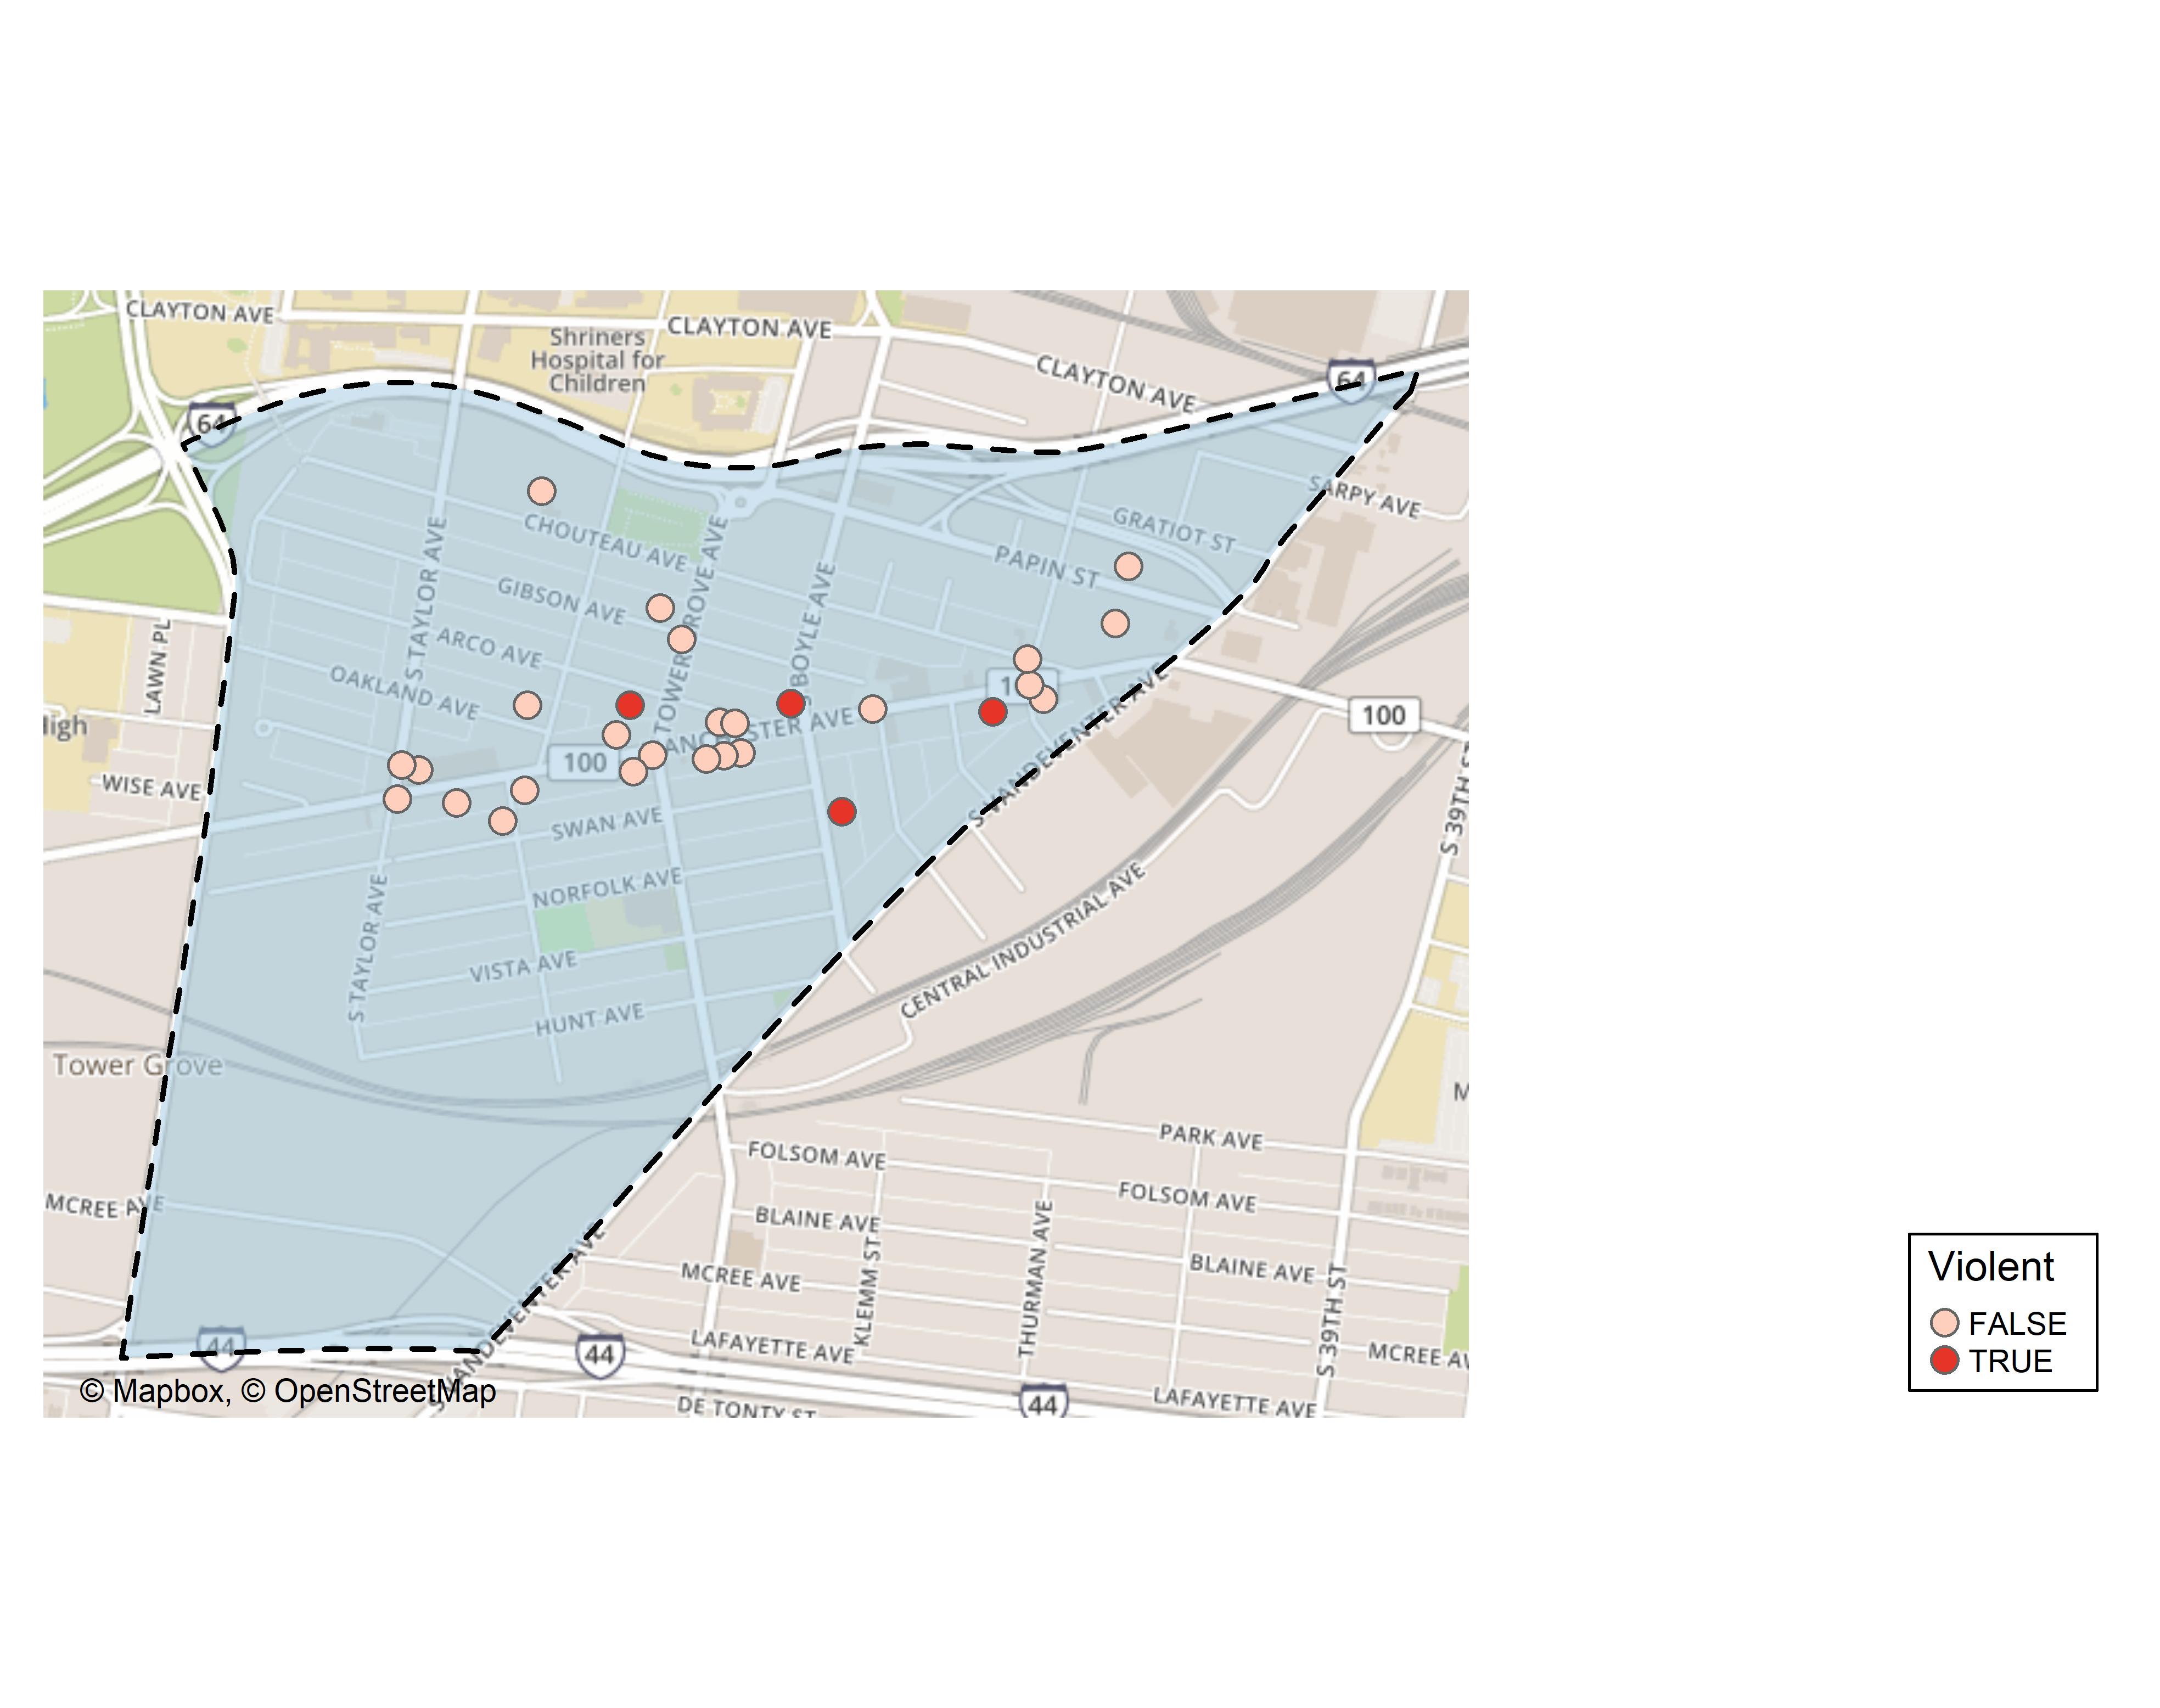 CLAYTON AVE
CLAYTON AVE
Shriners
Hospital for
Children
CLAYTON AVE
64
64
SARPY AVE
GRATIOT ST
CHOUTEAU AVE
PAPIN ST
S TAYLOR AVE
GIBSON AVE
TOWER GROVE AVE
S BOYLE AVE
ARCO AVE
OAKLAND AVE
LAWN PL
100
100
S VANDEVENTER AVE
WISE AVE
SWAN AVE
S 39TH ST
NORFOLK AVE
S TAYLOR AVE
CENTRAL INDUSTRIAL AVE
VISTA AVE
HUNT AVE
Tower Grove
PARK AVE
FOLSOM AVE
FOLSOM AVE
MCREE AVE
BLAINE AVE
BLAINE AVE
KLEMM ST
THURMAN AVE
S 39TH ST
MCREE AVE
S VANDEVENTER AVE
LAFAYETTE AVE
44
44
44
MCREE AV
LAFAYETTE AVE
DE TONTY ST
© Mapbox, © OpenStreetMap
Violent
FALSE
TRUE